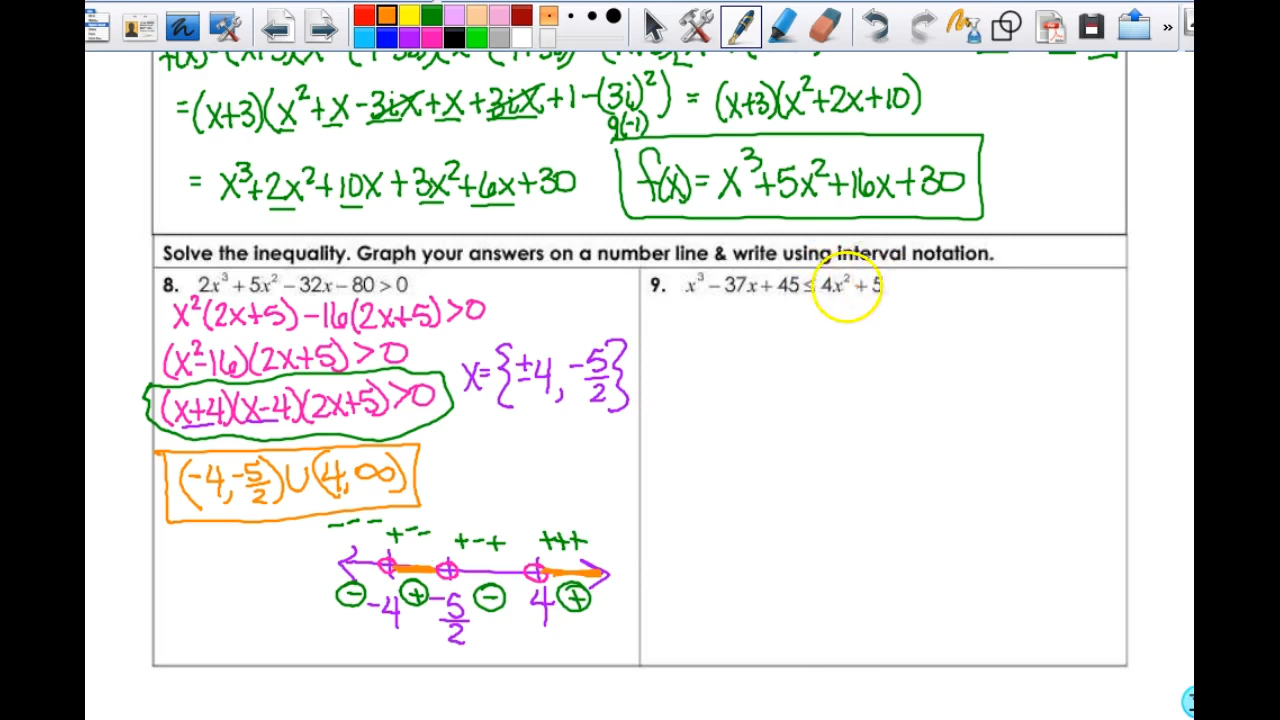 = (x+3)(x² + x - 3ix + x + 3ix + 1 - (3i)²) = (x+3)(x²+2x+10)
9(-1)
= x³+2x²+10x+3x²+6x+30
f(x) = x³+5x²+16x+30
Solve the inequality. Graph your answers on a number line & write using interval notation.
8. 2x³ + 5x² − 32x − 80 > 0
x²(2x+5) -16(2x+5) >0
(x²-16)(2x+5) > 0
(x+4)(x-4)(2x+5) >0
x= {±4, -5/2}
(-4, -5/2) ∪ (4, ∞)
--- +-- +-+ +++
- + - +
-4 -5/2 4
9. x³ − 37x + 45 ≤ 4x² + 5